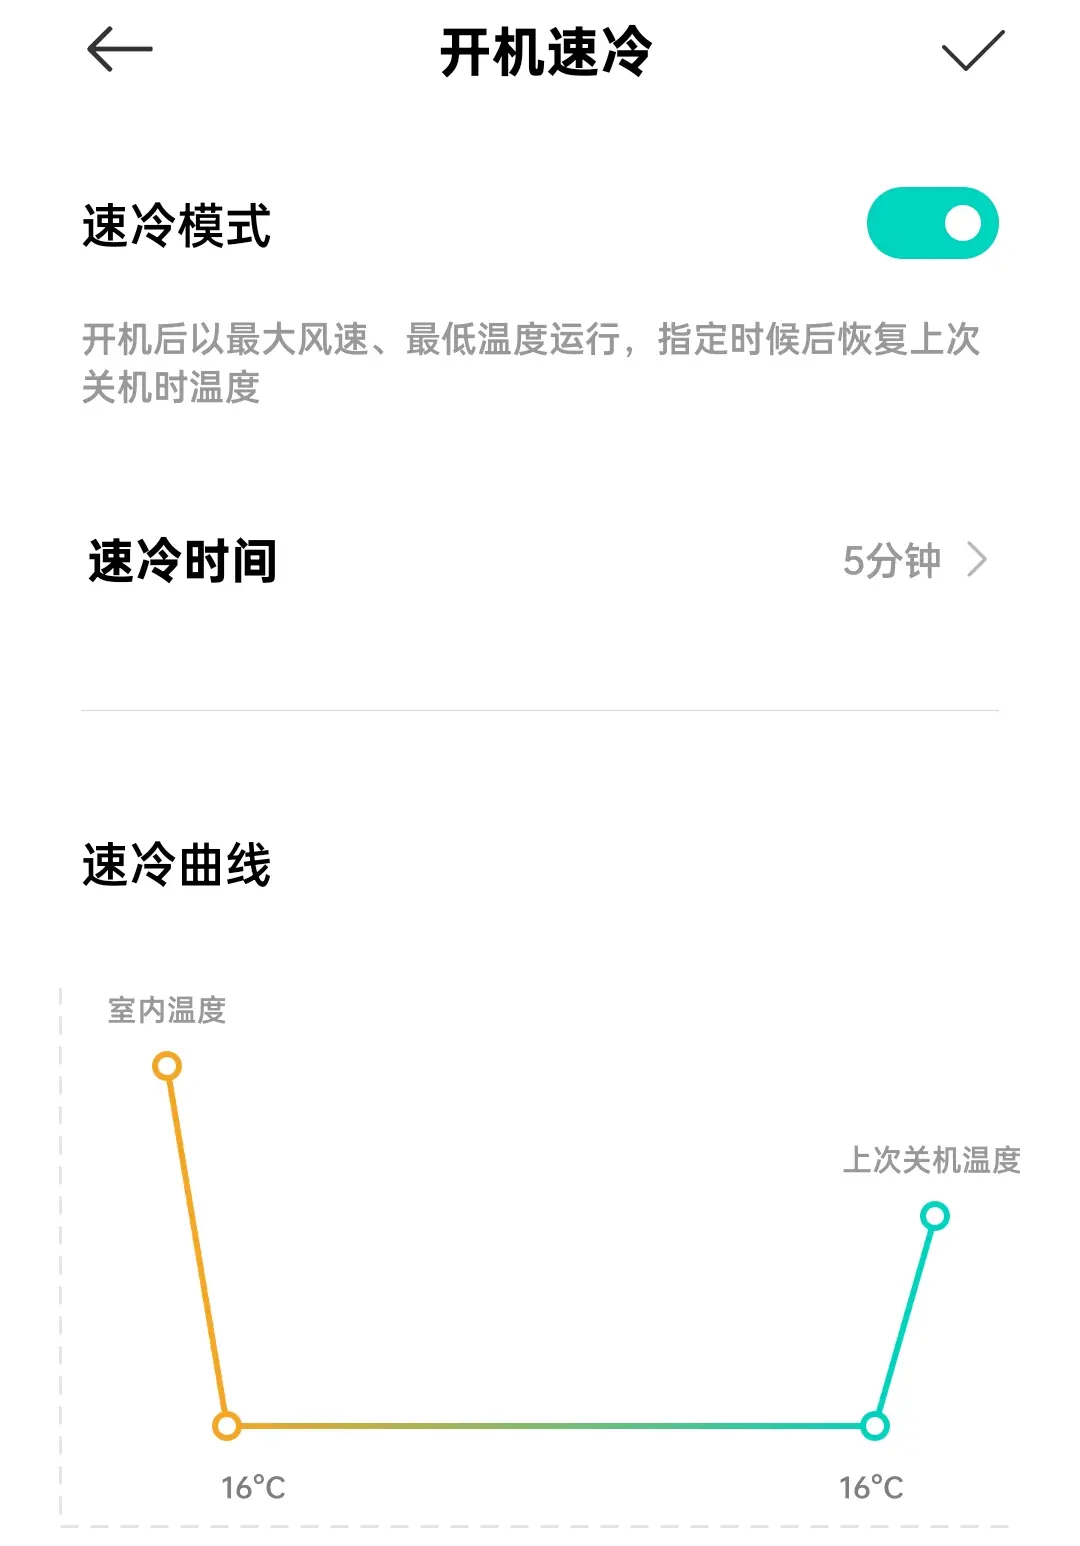 开机速冷
速冷模式
开机后以最大风速、最低温度运行，指定时候后恢复上次
关机时温度
速冷时间
5分钟
速冷曲线
室内温度
上次关机温度
16°C
16°C